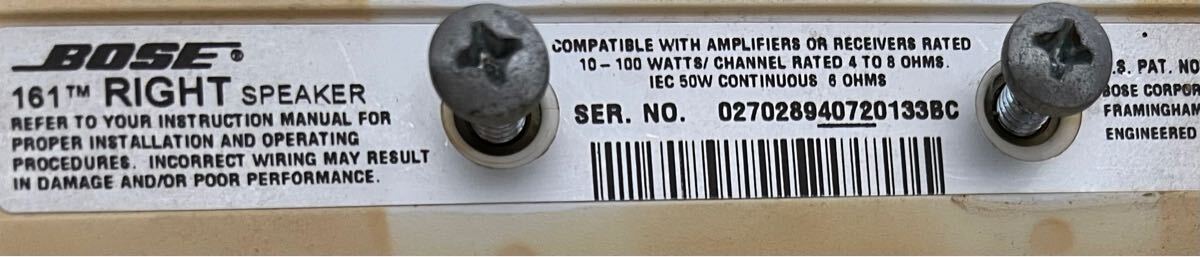 BOSE®
161™ RIGHT SPEAKER
REFER TO YOUR INSTRUCTION MANUAL FOR
PROPER INSTALLATION AND OPERATING
PROCEDURES. INCORRECT WIRING MAY RESULT
IN DAMAGE AND/OR POOR PERFORMANCE.
COMPATIBLE WITH AMPLIFIERS OR RECEIVERS RATED
10-100 WATTS/ CHANNEL RATED 4 TO 8 OHMS.
IEC 50W CONTINUOUS 6 OHMS
SER. NO. 027028940720133BC
.S. PAT. NO
BOSE CORPOR
FRAMINGHAM
ENGINEERED